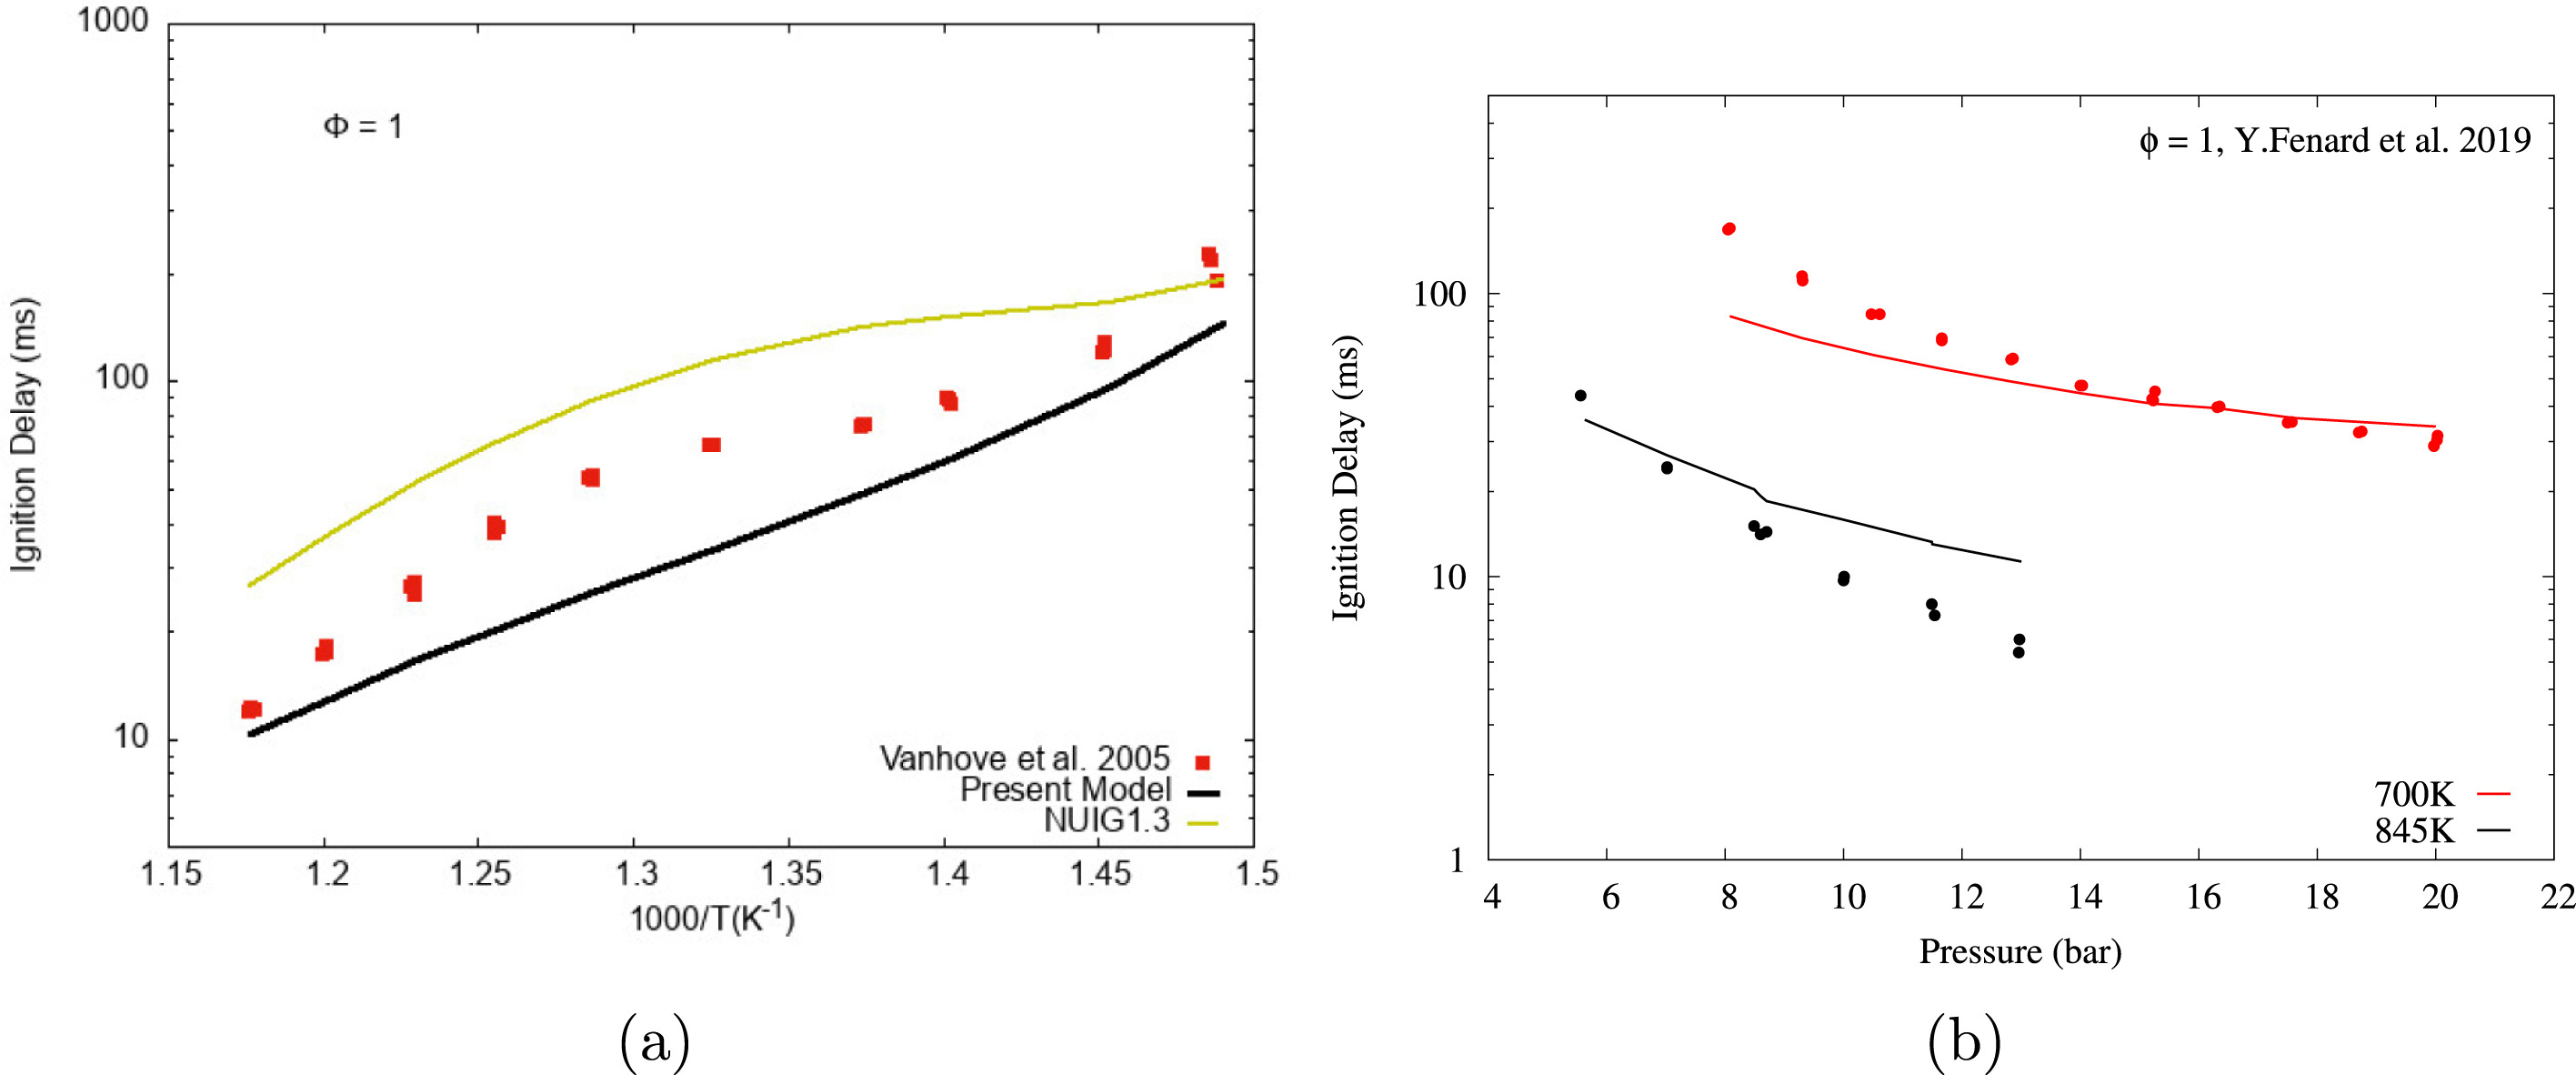 1000
100
10
Ignition Delay (ms)
Φ = 1
Vanhove et al. 2005
Present Model
NUIG1.3
1.15 1.2 1.25 1.3 1.35 1.4 1.45 1.5
1000/T(K-1)
(a)
ϕ = 1, Y.Fenard et al. 2019
100
10
1
Ignition Delay (ms)
700K
845K
4 6 8 10 12 14 16 18 20 22
Pressure (bar)
(b)